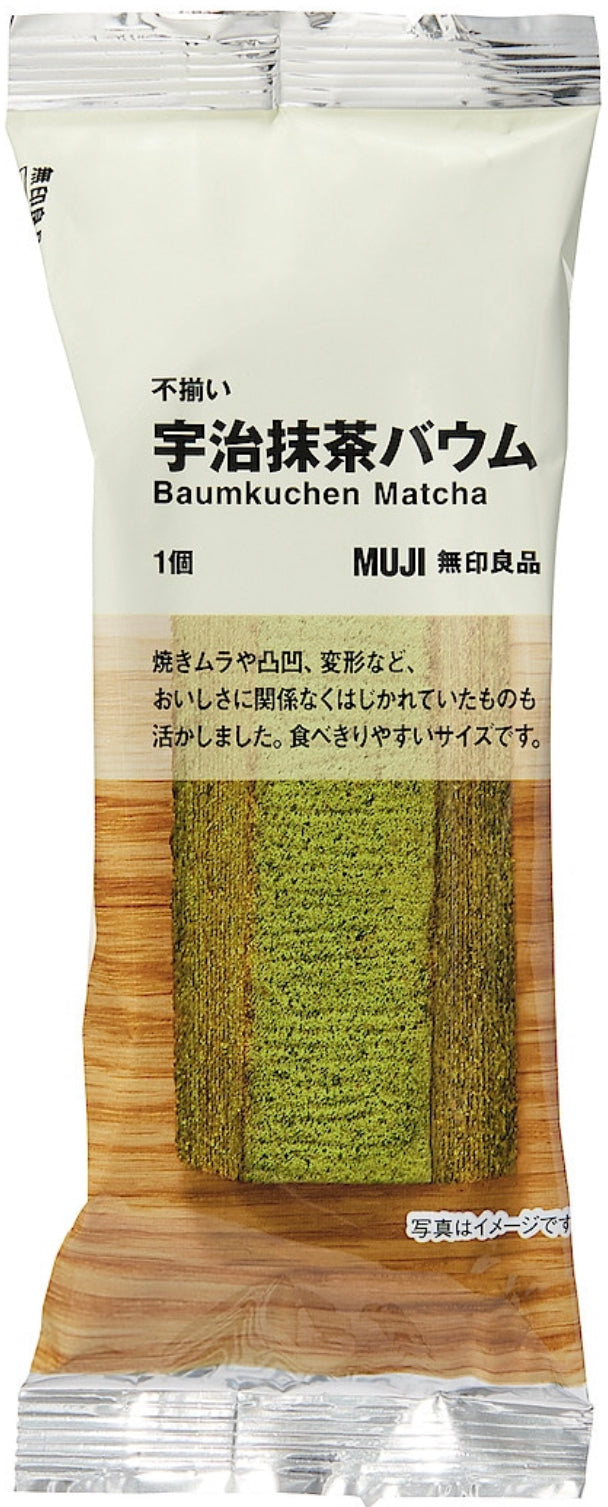 無印良品
不揃い
宇治抹茶バウム
Baumkuchen Matcha
1個
MUJI 無印良品
焼きムラや凸凹、変形など、
おいしさに関係なくはじかれていたものも
活かしました。食べきりやすいサイズです。
写真はイメージです